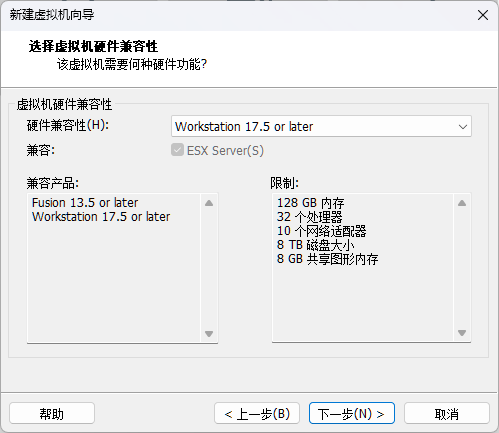 新建虚拟机向导
选择虚拟机硬件兼容性
该虚拟机需要何种硬件功能?
虚拟机硬件兼容性
硬件兼容性(H):
Workstation 17.5 or later
兼容:
ESX Server(S)
兼容产品:
Fusion 13.5 or later
Workstation 17.5 or later
限制:
128 GB 内存
32 个处理器
10 个网络适配器
8 TB 磁盘大小
8 GB 共享图形内存
帮助
< 上一步(B)
下一步(N) >
取消